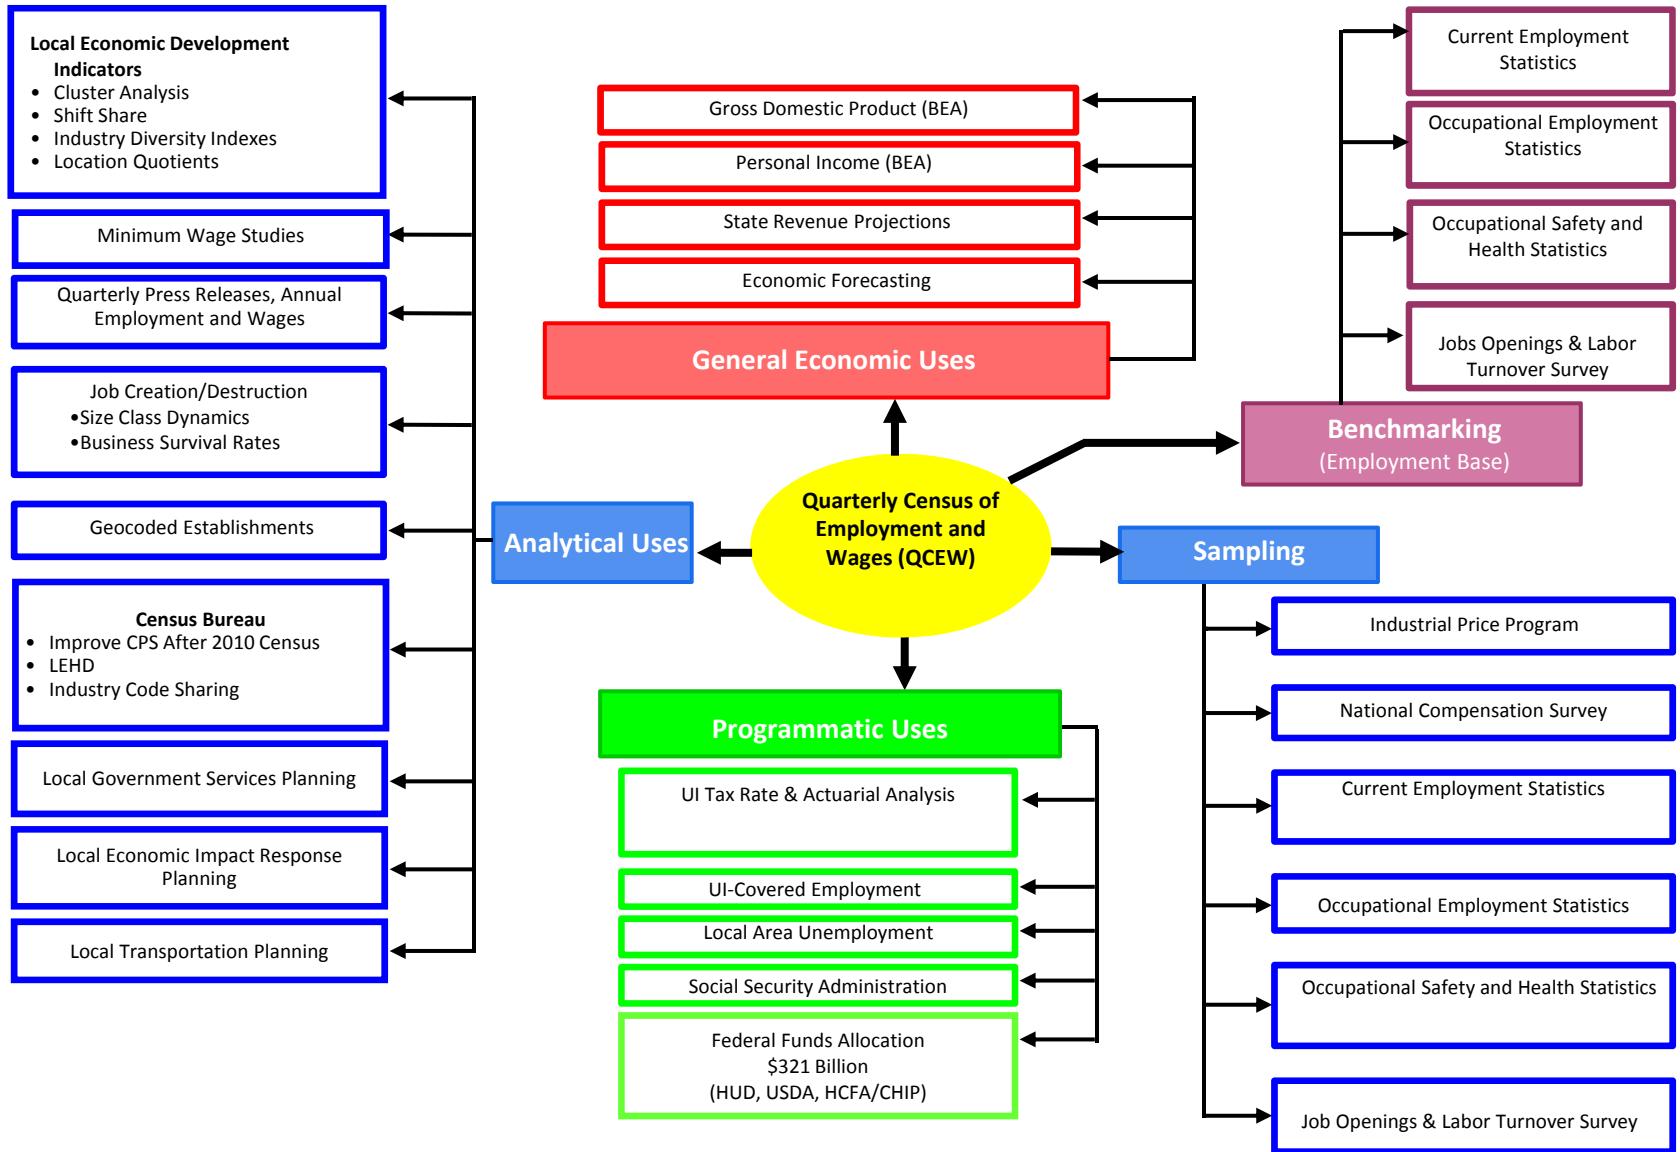 Local Economic Development
Indicators
• Cluster Analysis
• Shift Share
• Industry Diversity Indexes
• Location Quotients
Minimum Wage Studies
Quarterly Press Releases, Annual
Employment and Wages
Job Creation/Destruction
•Size Class Dynamics
•Business Survival Rates
Geocoded Establishments
Census Bureau
• Improve CPS After 2010 Census
• LEHD
• Industry Code Sharing
Local Government Services Planning
Local Economic Impact Response
Planning
Local Transportation Planning
Analytical Uses
Gross Domestic Product (BEA)
Personal Income (BEA)
State Revenue Projections
Economic Forecasting
General Economic Uses
Quarterly Census of
Employment and
Wages (QCEW)
Programmatic Uses
UI Tax Rate & Actuarial Analysis
UI-Covered Employment
Local Area Unemployment
Social Security Administration
Federal Funds Allocation
$321 Billion
(HUD, USDA, HCFA/CHIP)
Current Employment
Statistics
Occupational Employment
Statistics
Occupational Safety and
Health Statistics
Jobs Openings & Labor
Turnover Survey
Benchmarking
(Employment Base)
Sampling
Industrial Price Program
National Compensation Survey
Current Employment Statistics
Occupational Employment Statistics
Occupational Safety and Health Statistics
Job Openings & Labor Turnover Survey